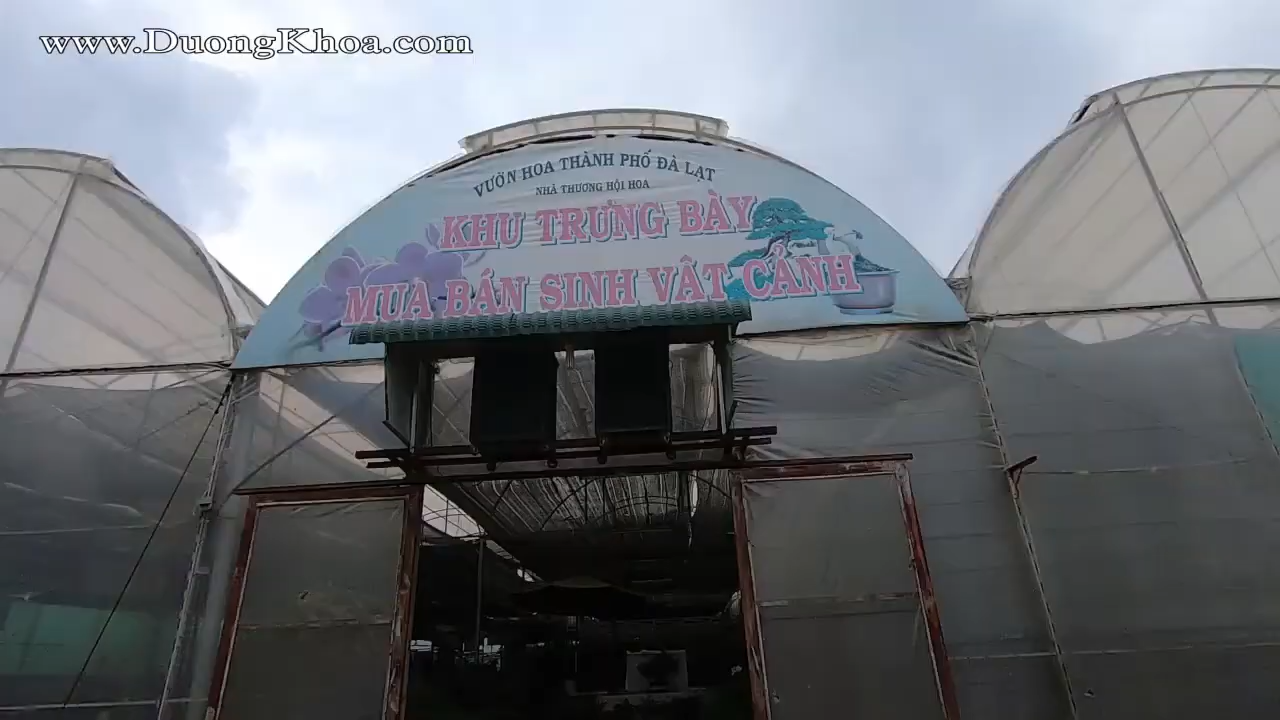 www.DuongKhoa.com
VƯỜN HOA THÀNH PHỐ ĐÀ LẠT
NHÀ THƯƠNG HỘI HOA
KHU TRƯNG BÀY
MUA BÁN SINH VẬT CẢNH